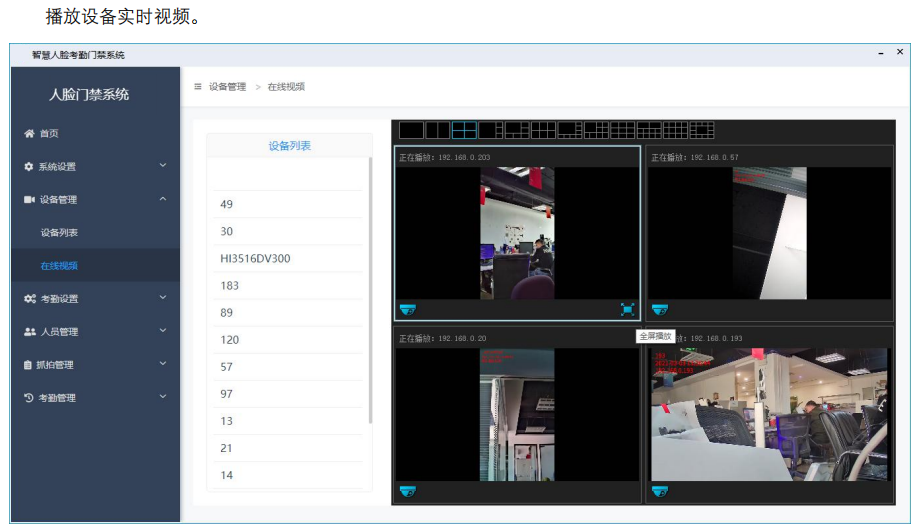 播放设备实时视频。
智慧人脸考勤门禁系统
人脸门禁系统
设备管理 > 在线视频
首页
系统设置
设备管理
设备列表
在线视频
考勤设置
人员管理
抓拍管理
考勤管理
设备列表
49
30
HI3516DV300
183
89
120
57
97
13
21
14
正在播放: 192.168.0.203
正在播放: 192.168.0.57
正在播放: 192.168.0.20
全屏播放
放: 192.168.0.193